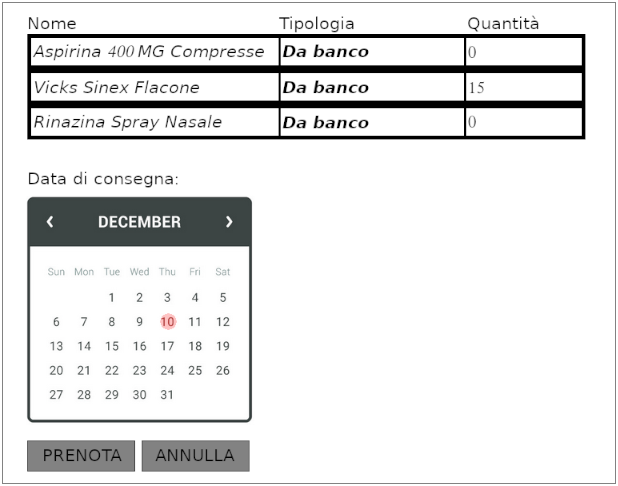 Nome Tipologia Quantità
Aspirina 400 MG Compresse Da banco 0
Vicks Sinex Flacone Da banco 15
Rinazina Spray Nasale Da banco 0
Data di consegna:
‹ DECEMBER ›
Sun Mon Tue Wed Thu Fri Sat
1 2 3 4 5
6 7 8 9 10 11 12
13 14 15 16 17 18 19
20 21 22 23 24 25 26
27 28 29 30 31
PRENOTA ANNULLA